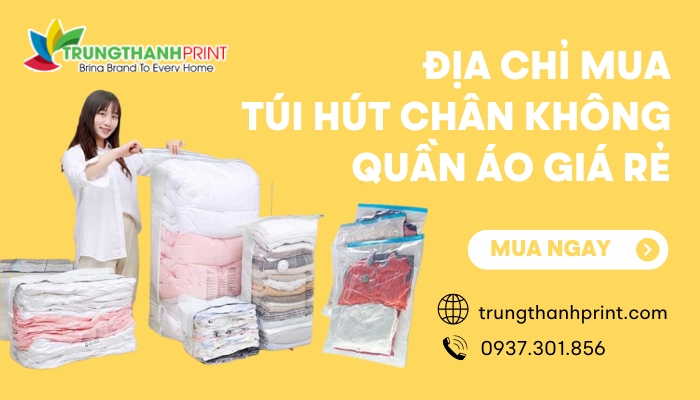 TRUNGTHANHPRINT
Bring Brand To Every Home
ĐỊA CHỈ MUA
TÚI HÚT CHÂN KHÔNG
QUẦN ÁO GIÁ RẺ
MUA NGAY
trungthanhprint.com
0937.301.856